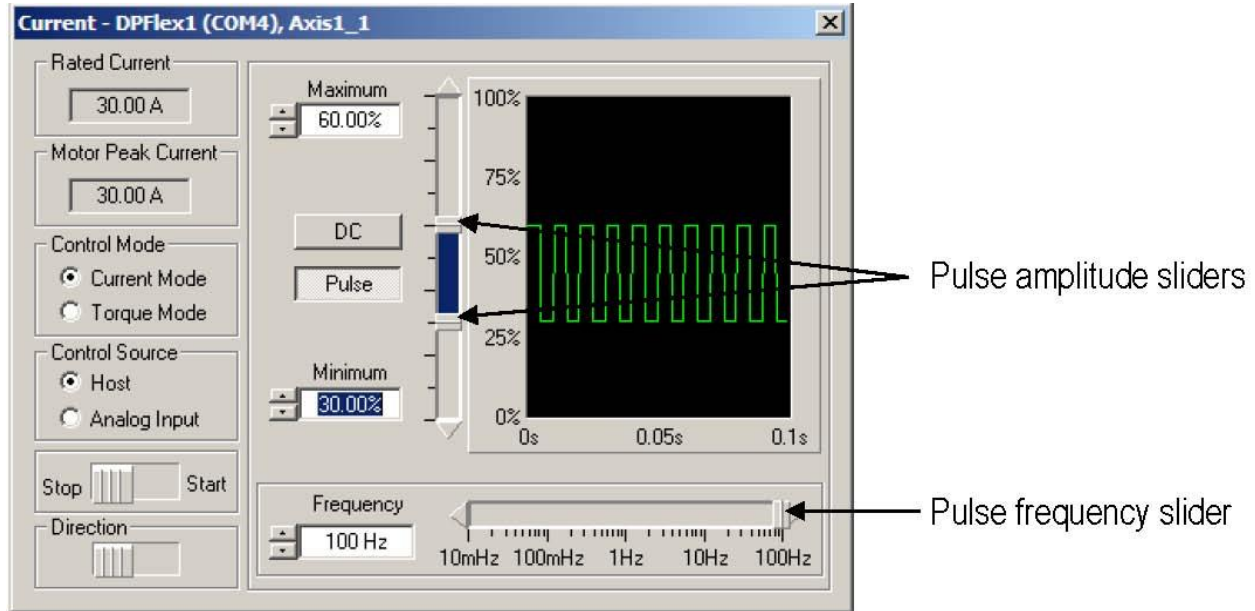 Current - DPFlex1 (COM4), Axis1_1
Rated Current
30.00 A
Motor Peak Current
30.00 A
Control Mode
Current Mode
Torque Mode
Control Source
Host
Analog Input
Stop
Start
Direction
Maximum
60.00%
DC
Pulse
Minimum
30.00%
100%
75%
50%
25%
0%
0s 0.05s 0.1s
Frequency
100 Hz
10mHz 100mHz 1Hz 10Hz 100Hz
Pulse amplitude sliders
Pulse frequency slider